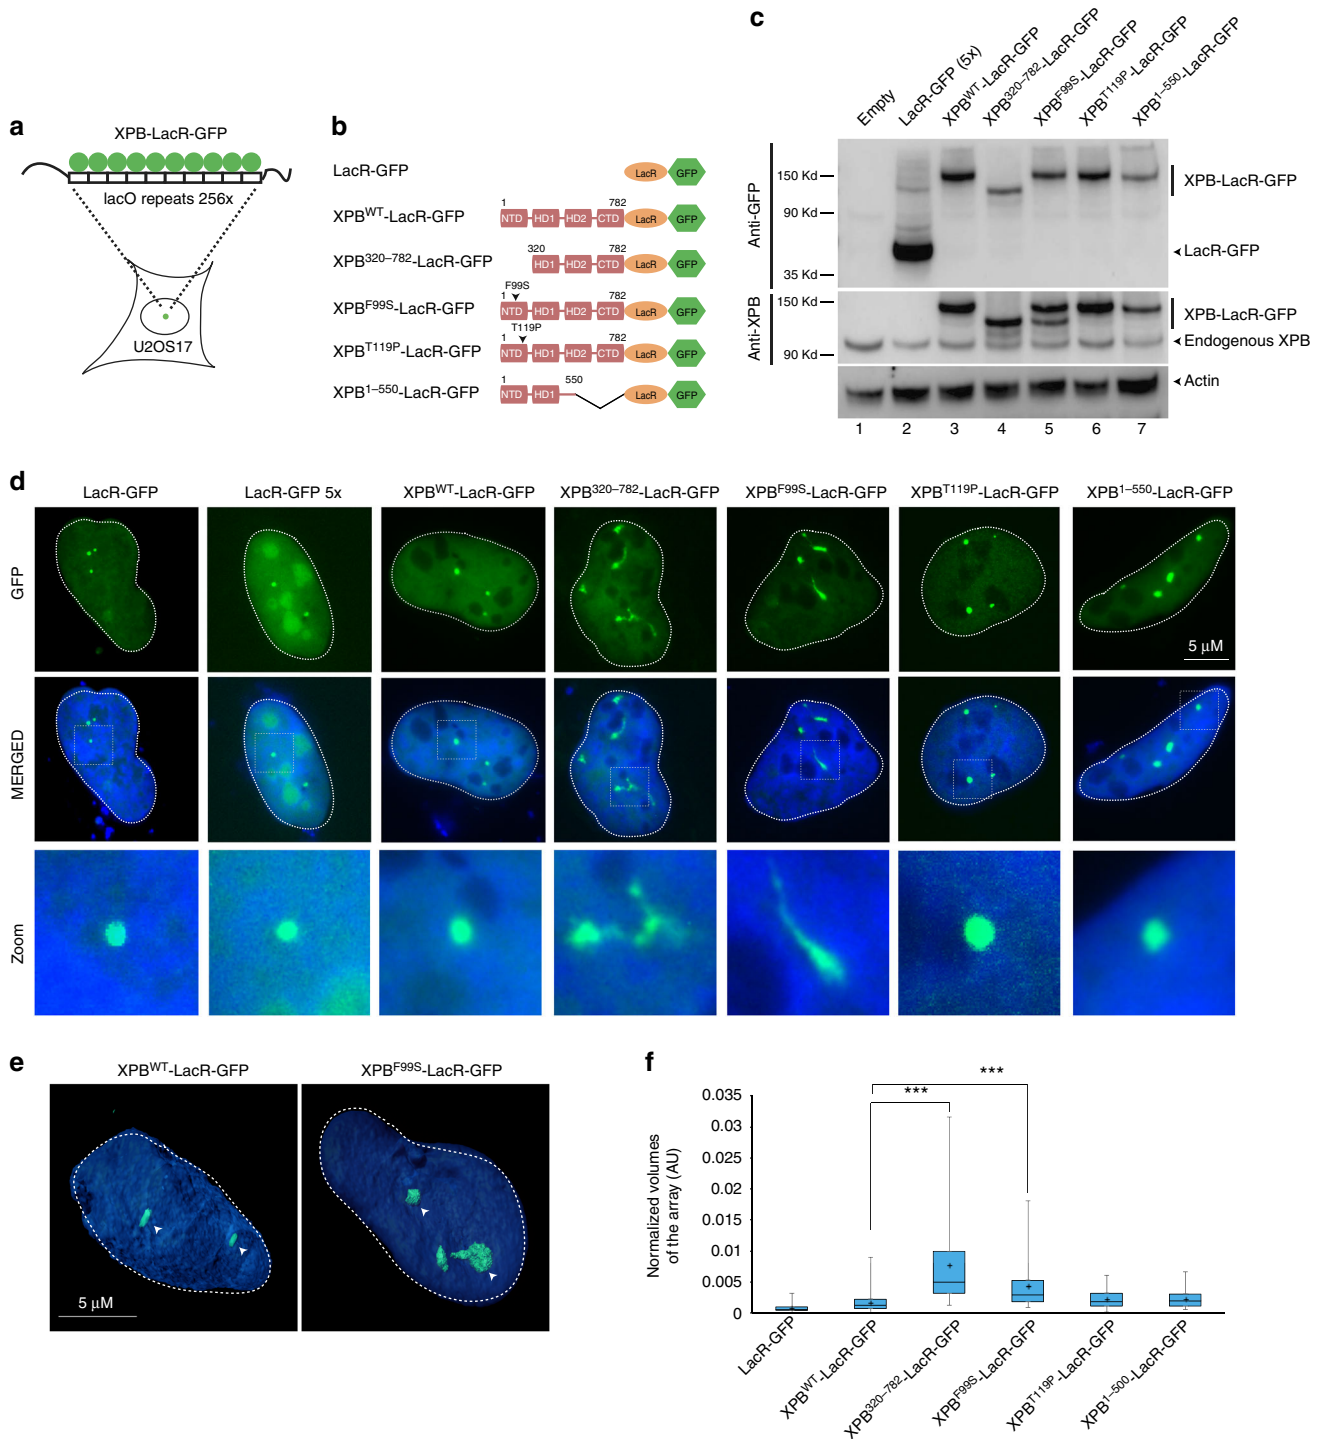 a
XPB-LacR-GFP
lacO repeats 256x
U2OS17
b
LacR-GFP
LacR
GFP
XPBWT-LacR-GFP
1
782
NTD
HD1
HD2
CTD
LacR
GFP
XPB320–782-LacR-GFP
320
782
HD1
HD2
CTD
LacR
GFP
XPBF99S-LacR-GFP
F99S
1
782
NTD
HD1
HD2
CTD
LacR
GFP
XPBT119P-LacR-GFP
T119P
1
782
NTD
HD1
HD2
CTD
LacR
GFP
XPB1–550-LacR-GFP
1
550
NTD
HD1
LacR
GFP
c
Empty
LacR-GFP (5x)
XPBWT-LacR-GFP
XPB320–782-LacR-GFP
XPBF99S-LacR-GFP
XPBT119P-LacR-GFP
XPB1–550-LacR-GFP
Anti-GFP
150 Kd
90 Kd
35 Kd
XPB-LacR-GFP
LacR-GFP
Anti-XPB
150 Kd
90 Kd
XPB-LacR-GFP
Endogenous XPB
Actin
1 2 3 4 5 6 7
d
LacR-GFP
LacR-GFP 5x
XPBWT-LacR-GFP
XPB320–782-LacR-GFP
XPBF99S-LacR-GFP
XPBT119P-LacR-GFP
XPB1–550-LacR-GFP
GFP
5 µM
MERGED
Zoom
e
XPBWT-LacR-GFP
XPBF99S-LacR-GFP
5 µM
f
Normalized volumes
of the array (AU)
0.035
0.03
0.025
0.02
0.015
0.01
0.005
0
***
***
LacR-GFP
XPBWT-LacR-GFP
XPB320–782-LacR-GFP
XPBF99S-LacR-GFP
XPBT119P-LacR-GFP
XPB1–500-LacR-GFP